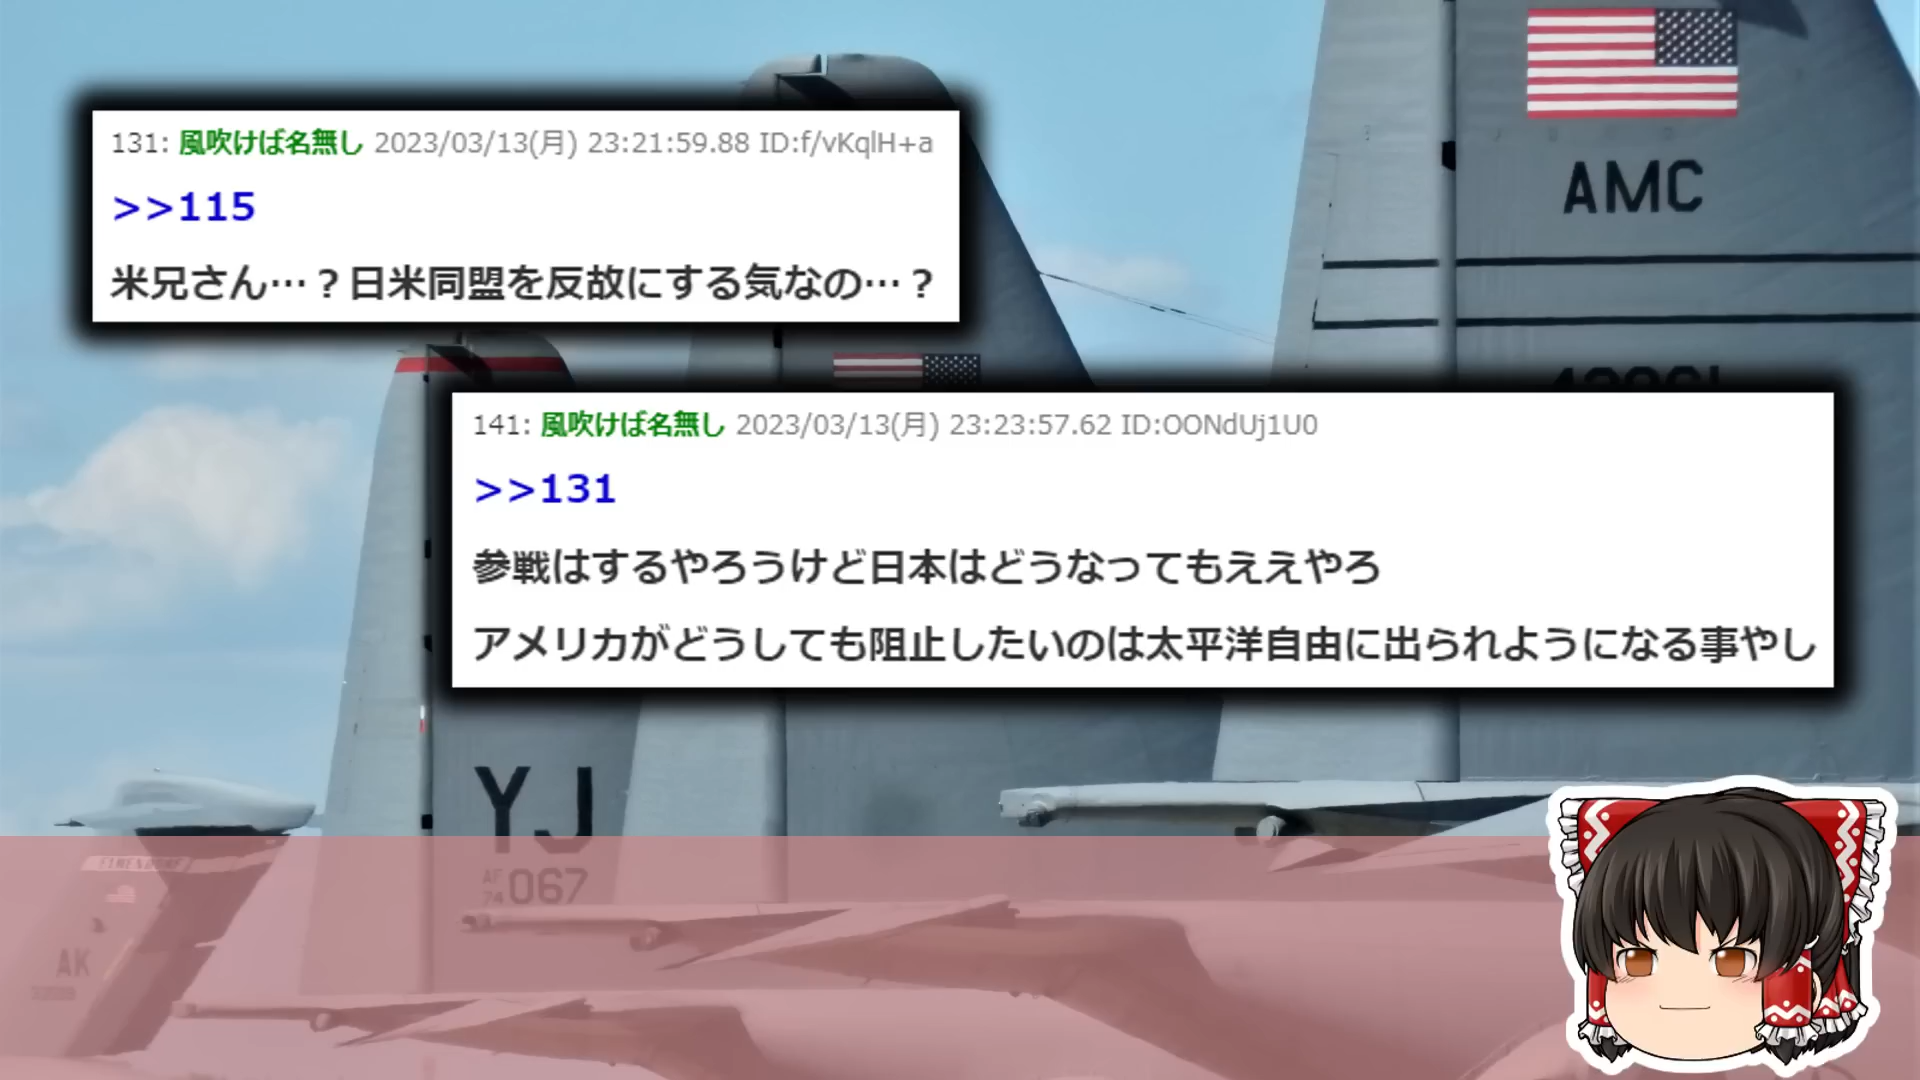 131: 風吹けば名無し 2023/03/13(月) 23:21:59.88 ID:f/vKqlH+a
>>115
米兄さん…？日米同盟を反故にする気なの…？
141: 風吹けば名無し 2023/03/13(月) 23:23:57.62 ID:OONdUj1U0
>>131
参戦はするやろうけど日本はどうなってもええやろ
アメリカがどうしても阻止したいのは太平洋自由に出られようになる事やし
AMC
YJ
AF
74 067
AK